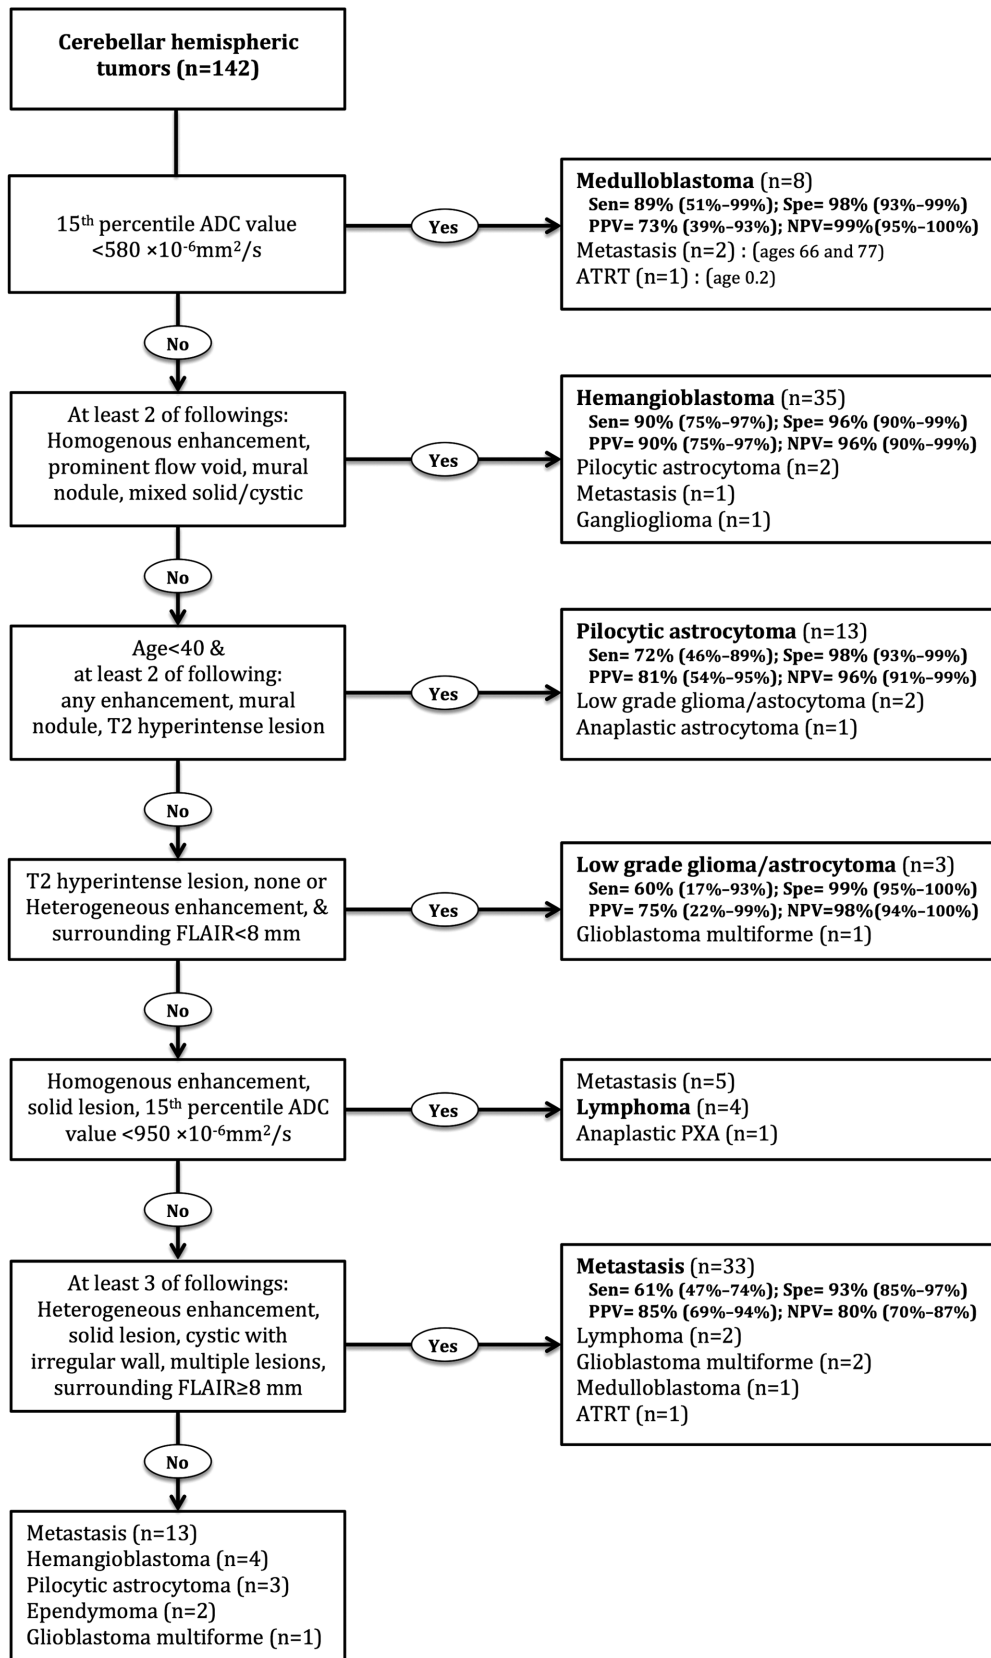 Cerebellar hemispheric
tumors (n=142)
15th percentile ADC value
<580 ×10-6mm2/s
Yes
Medulloblastoma (n=8)
Sen= 89% (51%–99%); Spe= 98% (93%–99%)
PPV= 73% (39%–93%); NPV=99%(95%–100%)
Metastasis (n=2) : (ages 66 and 77)
ATRT (n=1) : (age 0.2)
No
At least 2 of followings:
Homogenous enhancement,
prominent flow void, mural
nodule, mixed solid/cystic
Yes
Hemangioblastoma (n=35)
Sen= 90% (75%–97%); Spe= 96% (90%–99%)
PPV= 90% (75%–97%); NPV= 96% (90%–99%)
Pilocytic astrocytoma (n=2)
Metastasis (n=1)
Ganglioglioma (n=1)
No
Age<40 &
at least 2 of following:
any enhancement, mural
nodule, T2 hyperintense lesion
Yes
Pilocytic astrocytoma (n=13)
Sen= 72% (46%–89%); Spe= 98% (93%–99%)
PPV= 81% (54%–95%); NPV= 96% (91%–99%)
Low grade glioma/astocytoma (n=2)
Anaplastic astrocytoma (n=1)
No
T2 hyperintense lesion, none or
Heterogeneous enhancement, &
surrounding FLAIR<8 mm
Yes
Low grade glioma/astrocytoma (n=3)
Sen= 60% (17%–93%); Spe= 99% (95%–100%)
PPV= 75% (22%–99%); NPV=98%(94%–100%)
Glioblastoma multiforme (n=1)
No
Homogenous enhancement,
solid lesion, 15th percentile ADC
value <950 ×10-6mm2/s
Yes
Metastasis (n=5)
Lymphoma (n=4)
Anaplastic PXA (n=1)
No
At least 3 of followings:
Heterogeneous enhancement,
solid lesion, cystic with
irregular wall, multiple lesions,
surrounding FLAIR≥8 mm
Yes
Metastasis (n=33)
Sen= 61% (47%–74%); Spe= 93% (85%–97%)
PPV= 85% (69%–94%); NPV= 80% (70%–87%)
Lymphoma (n=2)
Glioblastoma multiforme (n=2)
Medulloblastoma (n=1)
ATRT (n=1)
No
Metastasis (n=13)
Hemangioblastoma (n=4)
Pilocytic astrocytoma (n=3)
Ependymoma (n=2)
Glioblastoma multiforme (n=1)